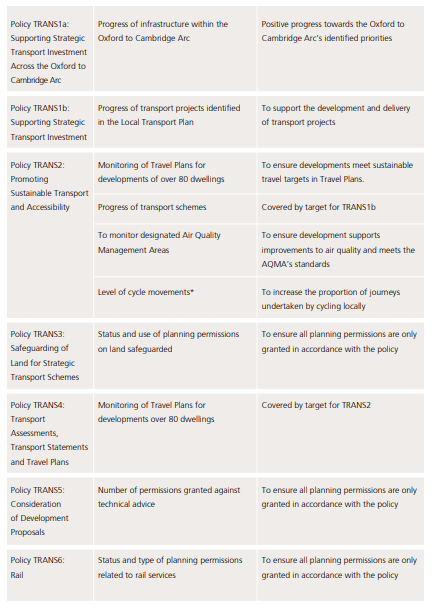 Policy TRANS1a:
Supporting Strategic
Transport Investment
Across the Oxford to
Cambridge Arc
Progress of infrastructure within the
Oxford to Cambridge Arc
Positive progress towards the Oxford to
Cambridge Arc's identified priorities
Policy TRANS1b:
Supporting Strategic
Transport Investment
Progress of transport projects identified
in the Local Transport Plan
To support the development and delivery
of transport projects
Policy TRANS2:
Promoting
Sustainable Transport
and Accessibility
Monitoring of Travel Plans for
developments of over 80 dwellings
To ensure developments meet sustainable
travel targets in Travel Plans.
Progress of transport schemes
Covered by target for TRANS1b
To monitor designated Air Quality
Management Areas
To ensure development supports
improvements to air quality and meets the
AQMA's standards
Level of cycle movements*
To increase the proportion of journeys
undertaken by cycling locally
Policy TRANS3:
Safeguarding of
Land for Strategic
Transport Schemes
Status and use of planning permissions
on land safeguarded
To ensure all planning permissions are only
granted in accordance with the policy
Policy TRANS4:
Transport
Assessments,
Transport Statements
and Travel Plans
Monitoring of Travel Plans for
developments over 80 dwellings
Covered by target for TRANS2
Policy TRANS5:
Consideration
of Development
Proposals
Number of permissions granted against
technical advice
To ensure all planning permissions are only
granted in accordance with the policy
Policy TRANS6:
Rail
Status and type of planning permissions
related to rail services
To ensure all planning permissions are only
granted in accordance with the policy